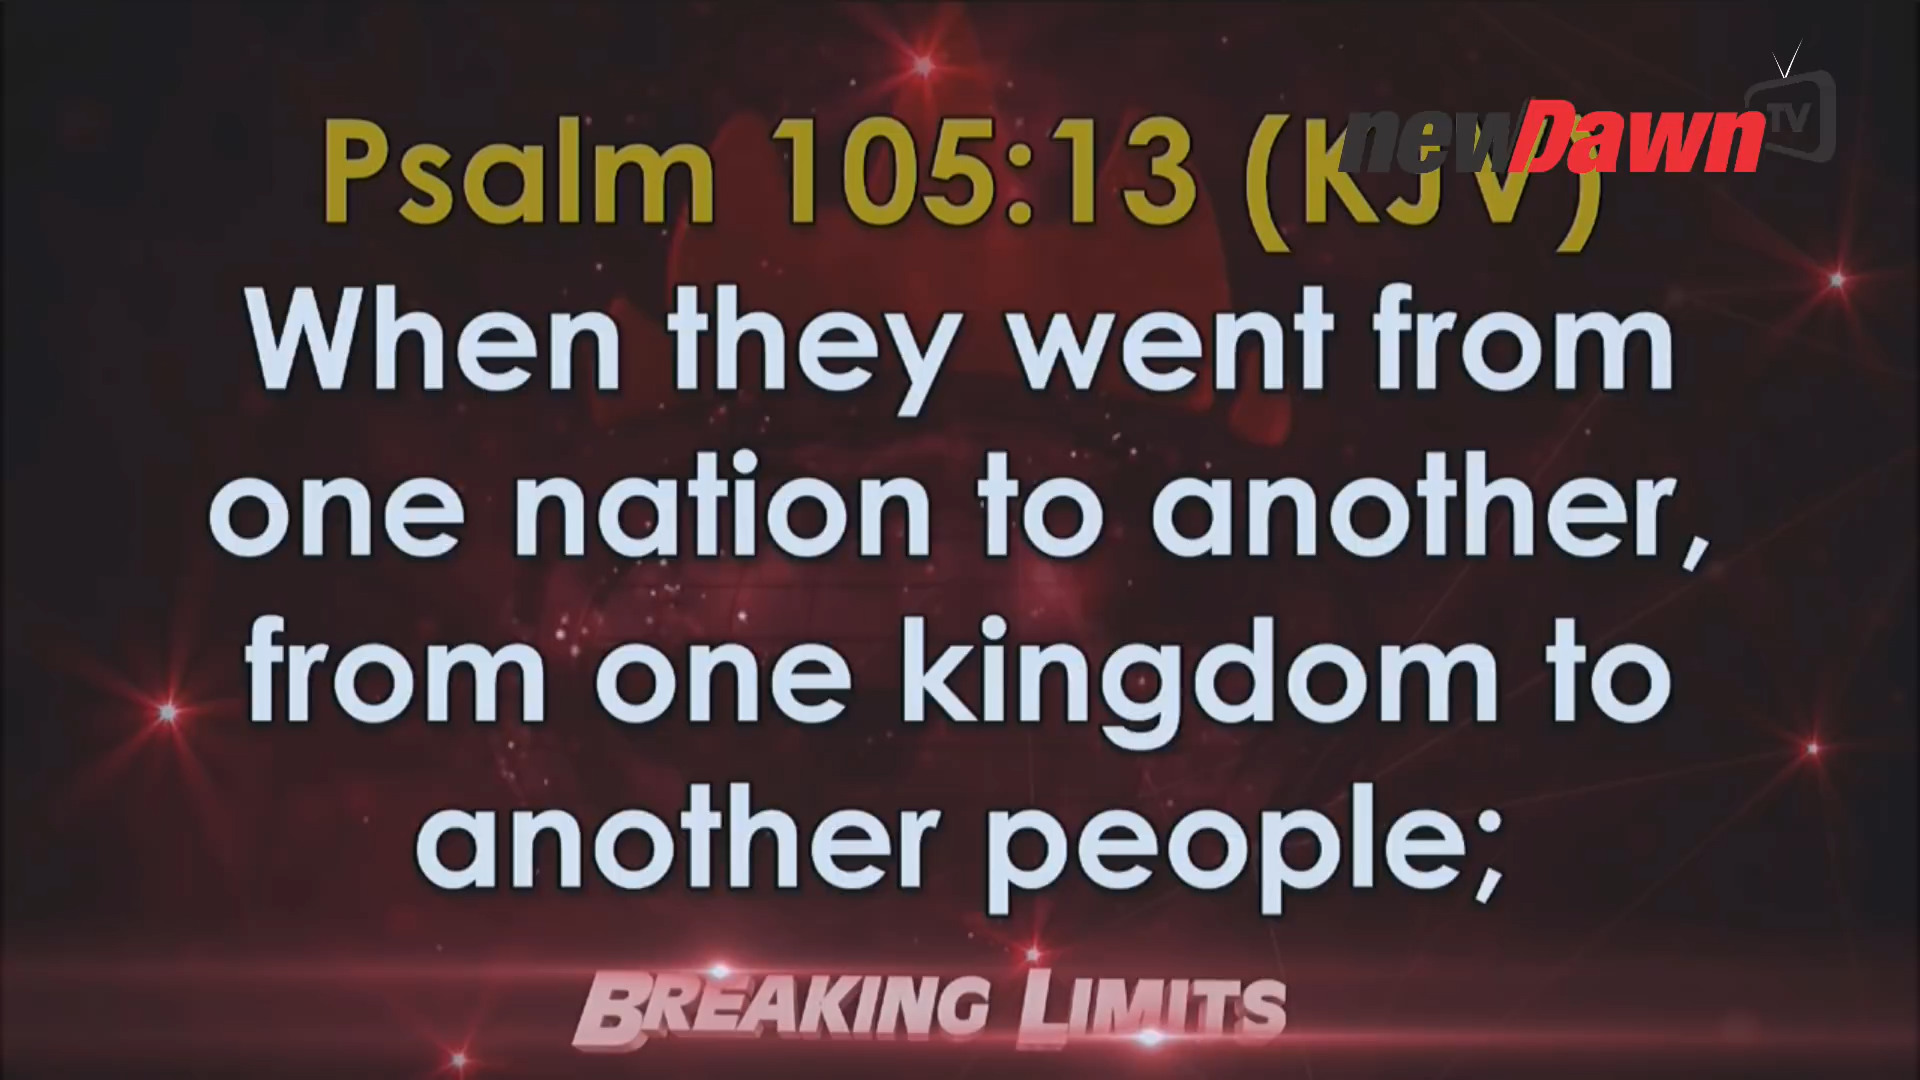 Psalm 105:13 (KJV)
newDawn TV
When they went from
one nation to another,
from one kingdom to
another people;
BREAKING LIMITS